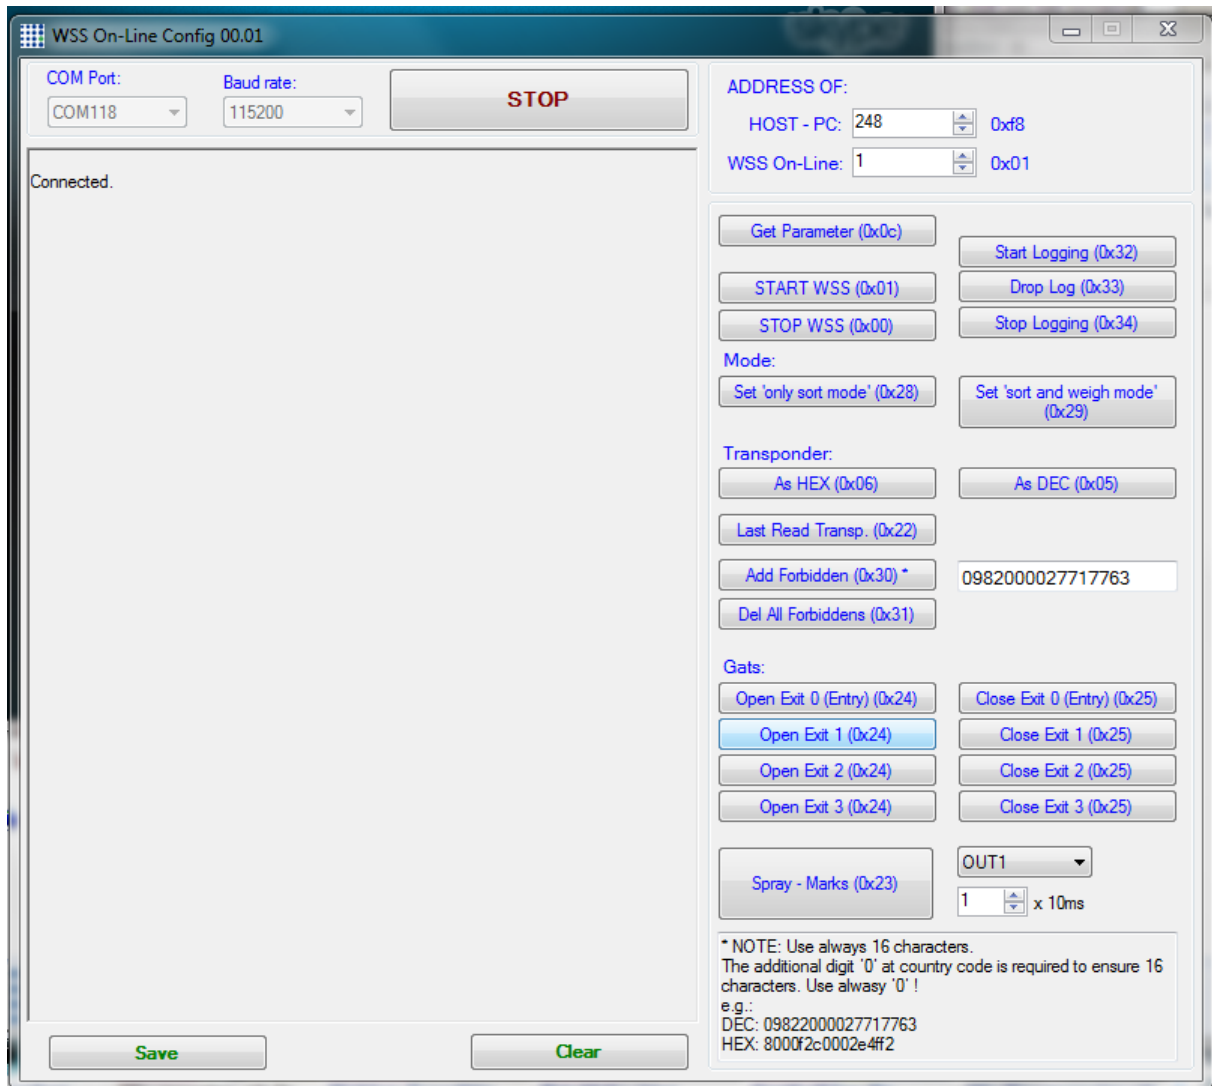 WSS On-Line Config 00.01
COM Port:
Baud rate:
COM118
115200
STOP
Connected.
Save
Clear
ADDRESS OF:
HOST - PC: 248 0xf8
WSS On-Line: 1 0x01
Get Parameter (0x0c)
Start Logging (0x32)
START WSS (0x01)
Drop Log (0x33)
STOP WSS (0x00)
Stop Logging (0x34)
Mode:
Set 'only sort mode' (0x28)
Set 'sort and weigh mode'
(0x29)
Transponder:
As HEX (0x06)
As DEC (0x05)
Last Read Transp. (0x22)
Add Forbidden (0x30) *
0982000027717763
Del All Forbiddens (0x31)
Gats:
Open Exit 0 (Entry) (0x24)
Close Exit 0 (Entry) (0x25)
Open Exit 1 (0x24)
Close Exit 1 (0x25)
Open Exit 2 (0x24)
Close Exit 2 (0x25)
Open Exit 3 (0x24)
Close Exit 3 (0x25)
Spray - Marks (0x23)
OUT1
1 x 10ms
* NOTE: Use always 16 characters.
The additional digit '0' at country code is required to ensure 16
characters. Use alwasy '0' !
e.g.:
DEC: 09822000027717763
HEX: 8000f2c0002e4ff2